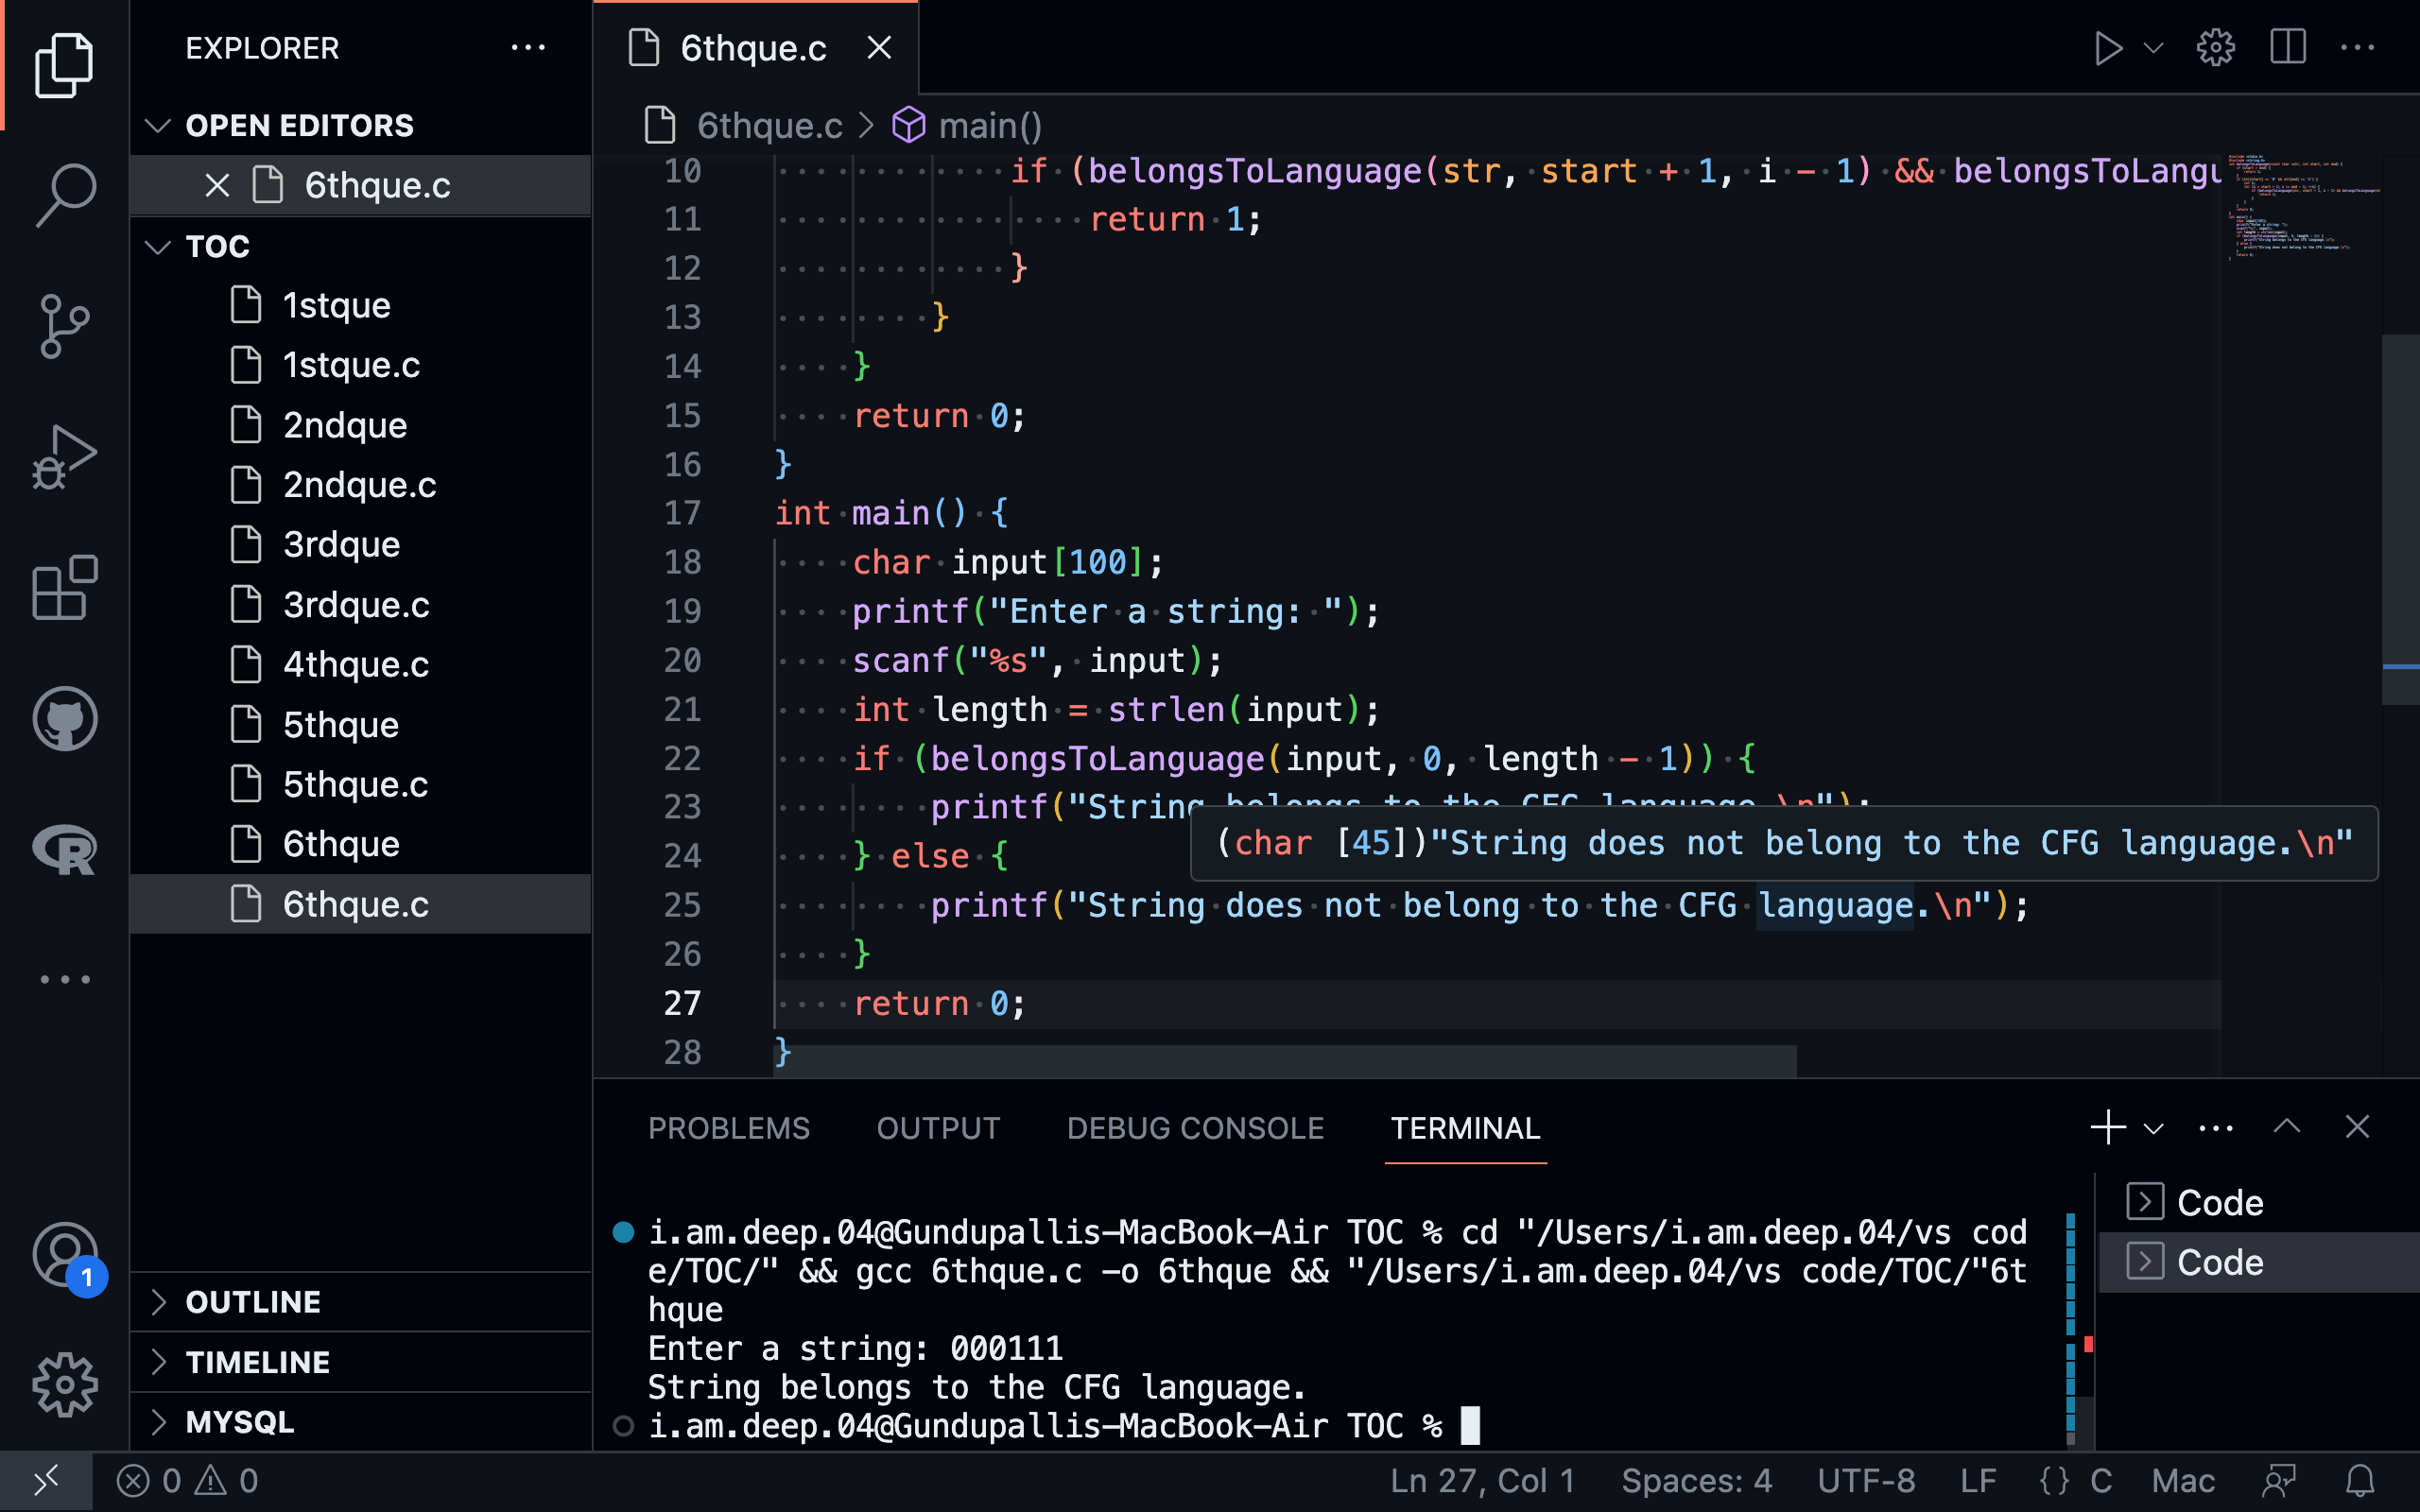 EXPLORER
OPEN EDITORS
6thque.c
TOC
1stque
1stque.c
2ndque
2ndque.c
3rdque
3rdque.c
4thque.c
5thque
5thque.c
6thque
6thque.c
OUTLINE
TIMELINE
MYSQL
1
6thque.c
6thque.c > main()
10 if (belongsToLanguage(str, start + 1, i - 1) && belongsToLangu
11 return 1;
12 }
13 }
14 }
15 return 0;
16 }
17 int main() {
18 char input[100];
19 printf("Enter a string: ");
20 scanf("%s", input);
21 int length = strlen(input);
22 if (belongsToLanguage(input, 0, length - 1)) {
23 printf("String belongs to the CFG language.\n");
(char [45])"String does not belong to the CFG language.\n"
24 } else {
25 printf("String does not belong to the CFG language.\n");
26 }
27 return 0;
28 }
PROBLEMS OUTPUT DEBUG CONSOLE TERMINAL
i.am.deep.04@Gundupallis-MacBook-Air TOC % cd "/Users/i.am.deep.04/vs cod
e/TOC/" && gcc 6thque.c -o 6thque && "/Users/i.am.deep.04/vs code/TOC/"6t
hque
Enter a string: 000111
String belongs to the CFG language.
i.am.deep.04@Gundupallis-MacBook-Air TOC %
Code
Code
0 0 Ln 27, Col 1 Spaces: 4 UTF-8 LF {} C Mac